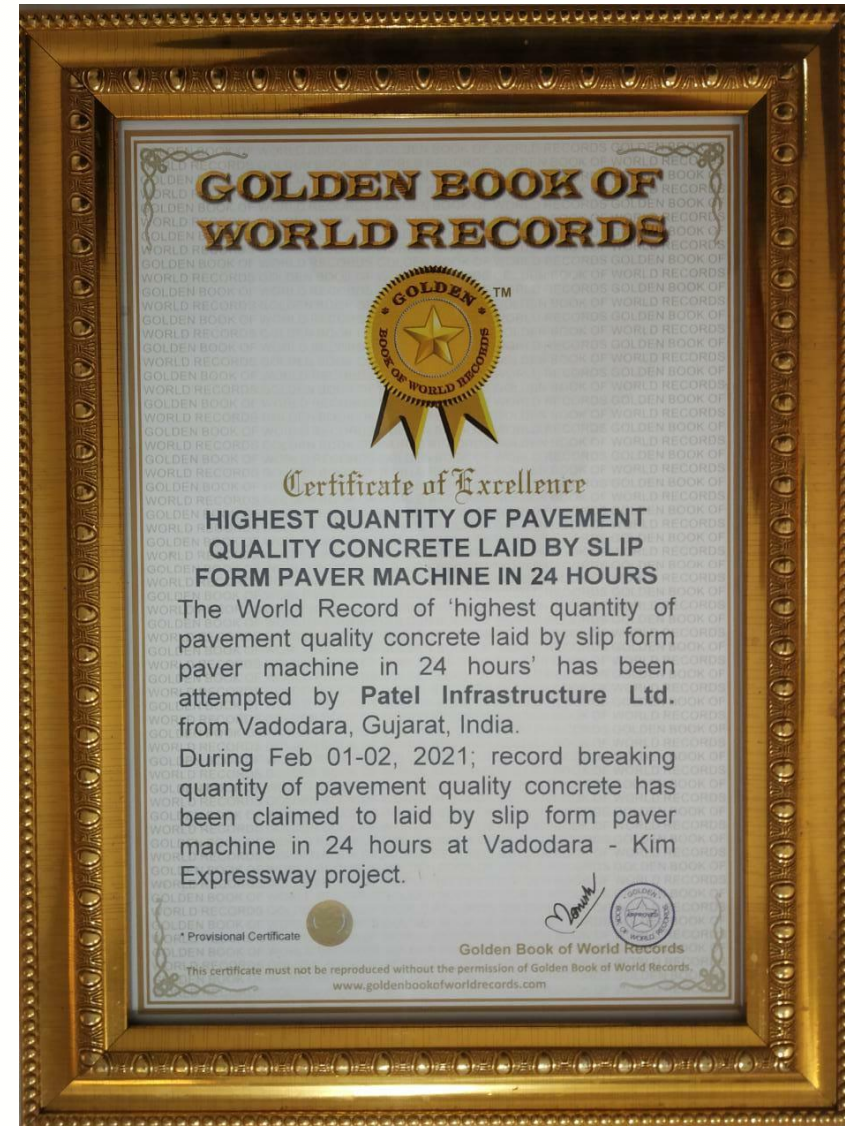 GOLDEN BOOK OF
WORLD RECORDS
GOLDEN
BOOK OF WORLD RECORDS
TM
Certificate of Excellence
HIGHEST QUANTITY OF PAVEMENT
QUALITY CONCRETE LAID BY SLIP
FORM PAVER MACHINE IN 24 HOURS
The World Record of ‘highest quantity of
pavement quality concrete laid by slip form
paver machine in 24 hours’ has been
attempted by Patel Infrastructure Ltd.
from Vadodara, Gujarat, India.
During Feb 01-02, 2021; record breaking
quantity of pavement quality concrete has
been claimed to laid by slip form paver
machine in 24 hours at Vadodara - Kim
Expressway project.
* Provisional Certificate
GOLDEN
APPROVED
BOOK OF WORLD RECORDS
Golden Book of World Records
This certificate must not be reproduced without the permission of Golden Book of World Records.
www.goldenbookofworldrecords.com